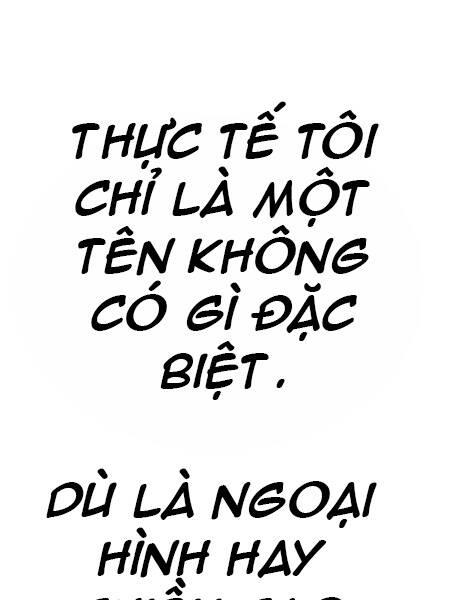 THỰC TẾ TÔI
CHỈ LÀ MỘT
TÊN KHÔNG
CÓ GÌ ĐẶC
BIỆT.
DÙ LÀ NGOẠI
HÌNH HAY